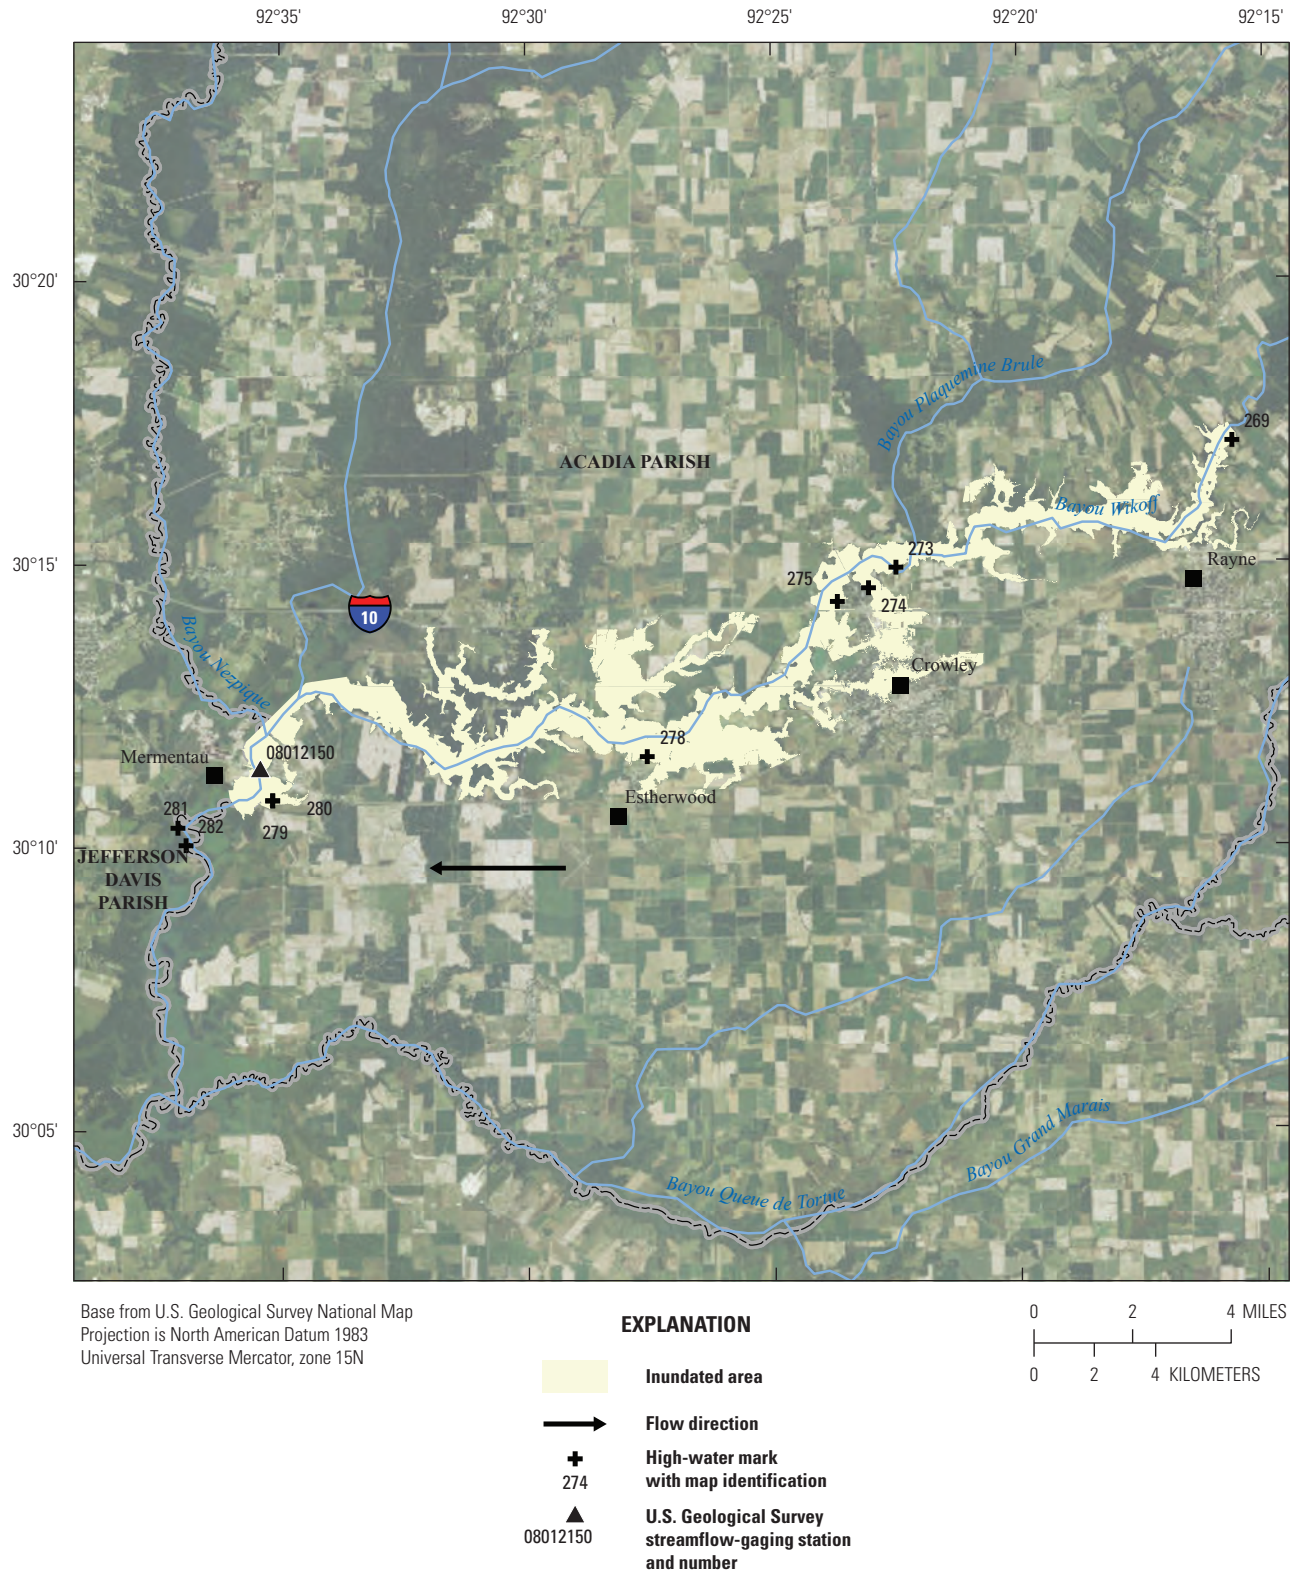 92°35' 92°30' 92°25' 92°20' 92°15'
30°20'
Bayou Plaquemine Brule
269
ACADIA PARISH
Bayou Wikoff
273
30°15'
Rayne
275
274
10
Bayou Nezpique
Crowley
278
08012150
Mermentau
Estherwood
281
280
282
279
30°10'
JEFFERSON
DAVIS
PARISH
30°05'
Bayou Grand Marais
Bayou Queue de Tortue
Base from U.S. Geological Survey National Map
Projection is North American Datum 1983
Universal Transverse Mercator, zone 15N
EXPLANATION
Inundated area
Flow direction
High-water mark
with map identification
274
U.S. Geological Survey
streamflow-gaging station
and number
08012150
0 2 4 MILES
0 2 4 KILOMETERS